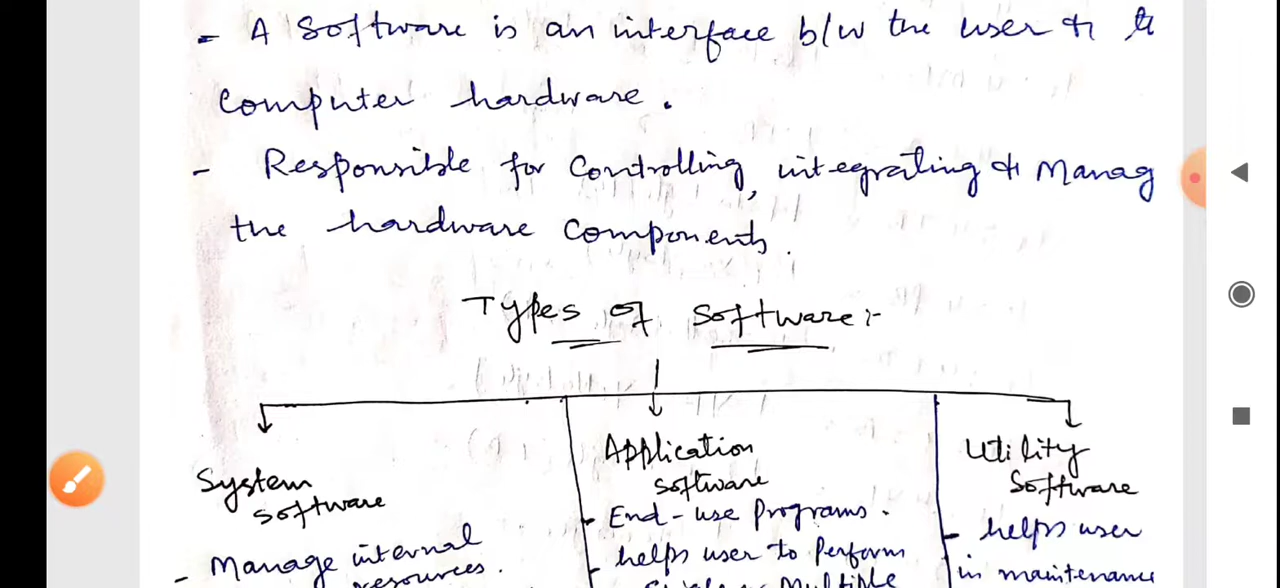 - A Software is an interface b/w the user &
computer hardware.
- Responsible for controlling, integrating & Manag
the hardware components.
Types of software:-
System software
Application software
Utility software
- Manage internal resources.
- End-use programs.
- helps user to perform
Multiple
- helps user
in maintenance